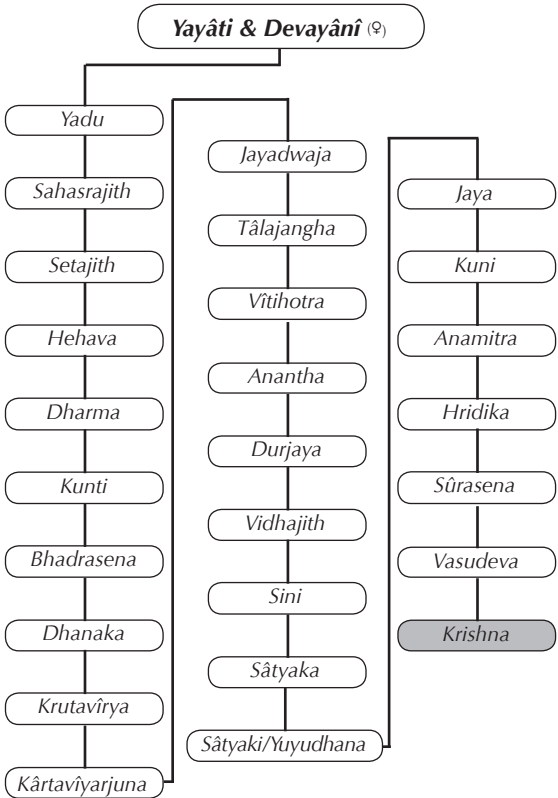 Yayâti & Devayânî (♀)
Yadu
Sahasrajith
Setajith
Hehava
Dharma
Kunti
Bhadrasena
Dhanaka
Krutavîrya
Kârtavîyarjuna
Jayadwaja
Tâlajangha
Vîtihotra
Anantha
Durjaya
Vidhajith
Sini
Sâtyaka
Sâtyaki/Yuyudhana
Jaya
Kuni
Anamitra
Hridika
Sûrasena
Vasudeva
Krishna